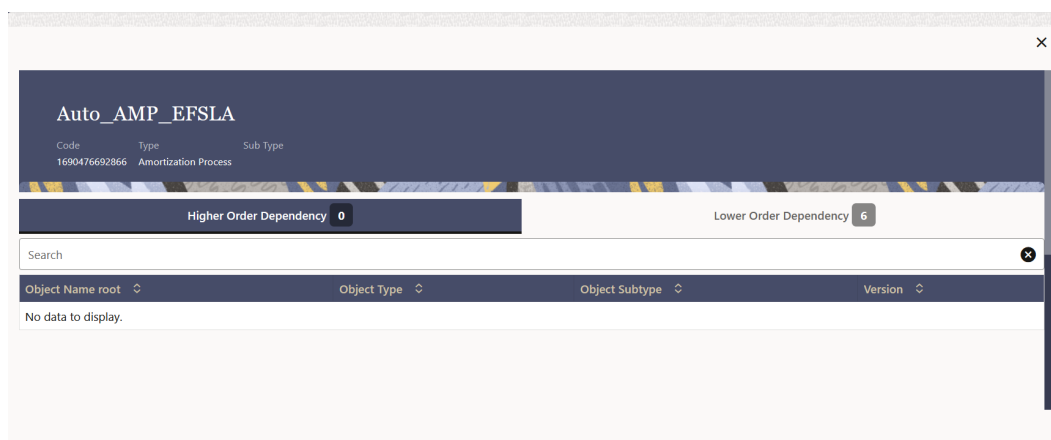 Auto_AMP_EFSLA
Code Type Sub Type
1690476692866 Amortization Process
Higher Order Dependency 0 Lower Order Dependency 6
Search
Object Name root Object Type Object Subtype Version
No data to display.